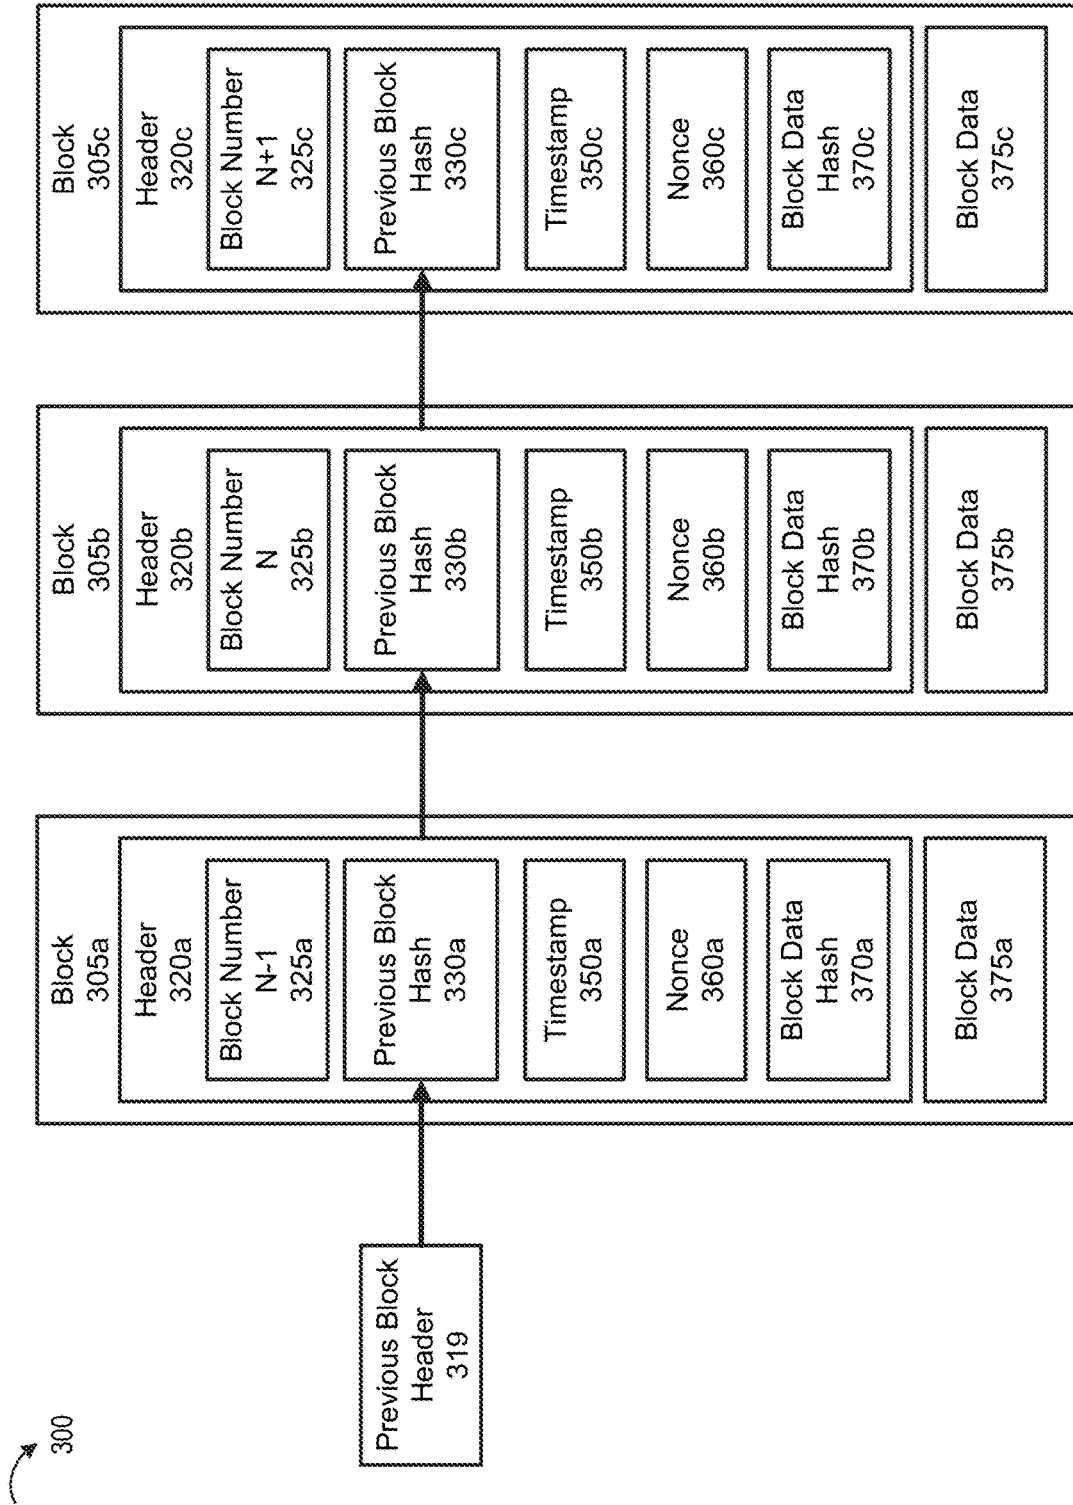 300
Previous Block
Header
319
Block
305a
Header
320a
Block Number
N-1
325a
Previous Block
Hash
330a
Timestamp
350a
Nonce
360a
Block Data
Hash
370a
Block Data
375a
Block
305b
Header
320b
Block Number
N
325b
Previous Block
Hash
330b
Timestamp
350b
Nonce
360b
Block Data
Hash
370b
Block Data
375b
Block
305c
Header
320c
Block Number
N+1
325c
Previous Block
Hash
330c
Timestamp
350c
Nonce
360c
Block Data
Hash
370c
Block Data
375c